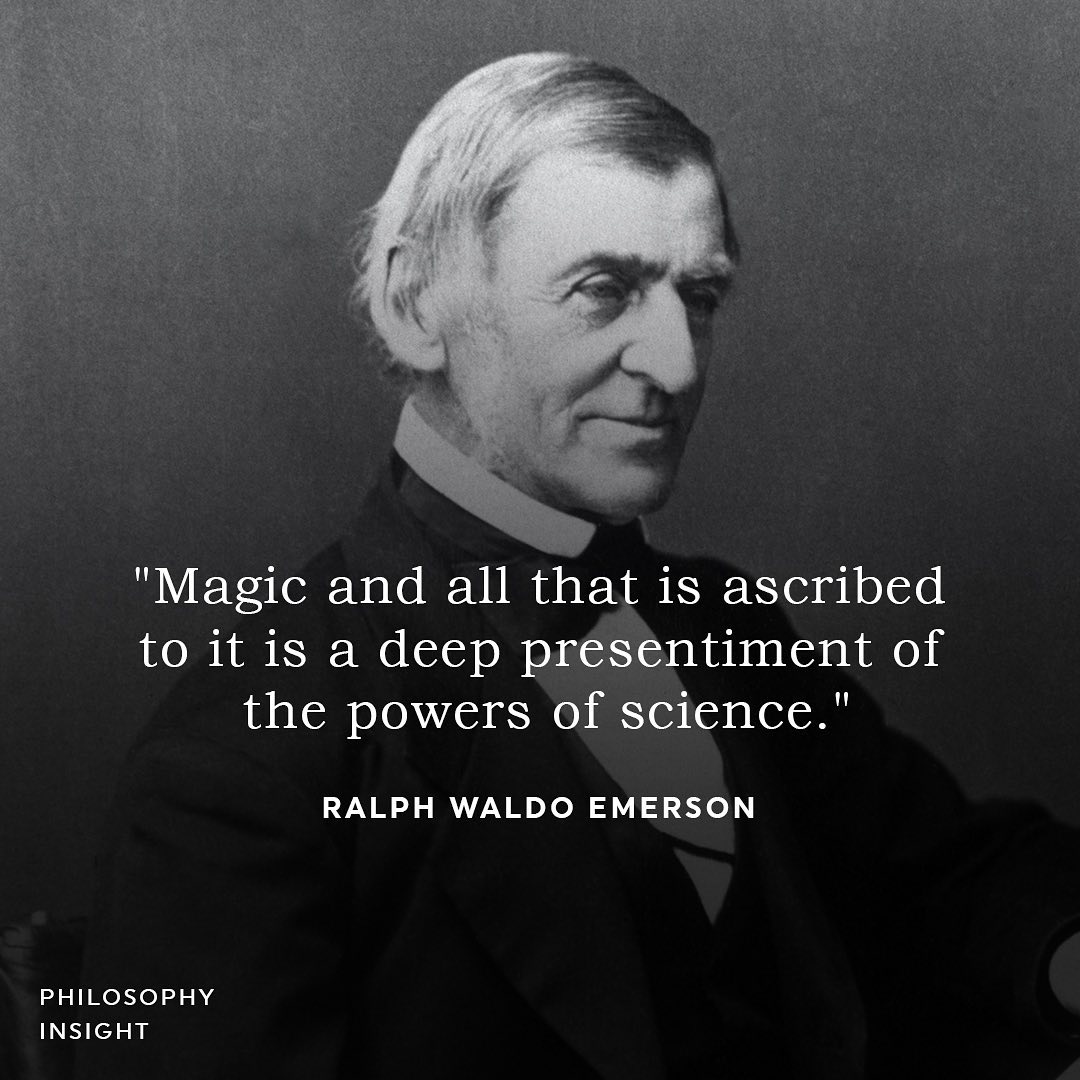 "Magic and all that is ascribed
to it is a deep presentiment of
the powers of science."
RALPH WALDO EMERSON
PHILOSOPHY
INSIGHT